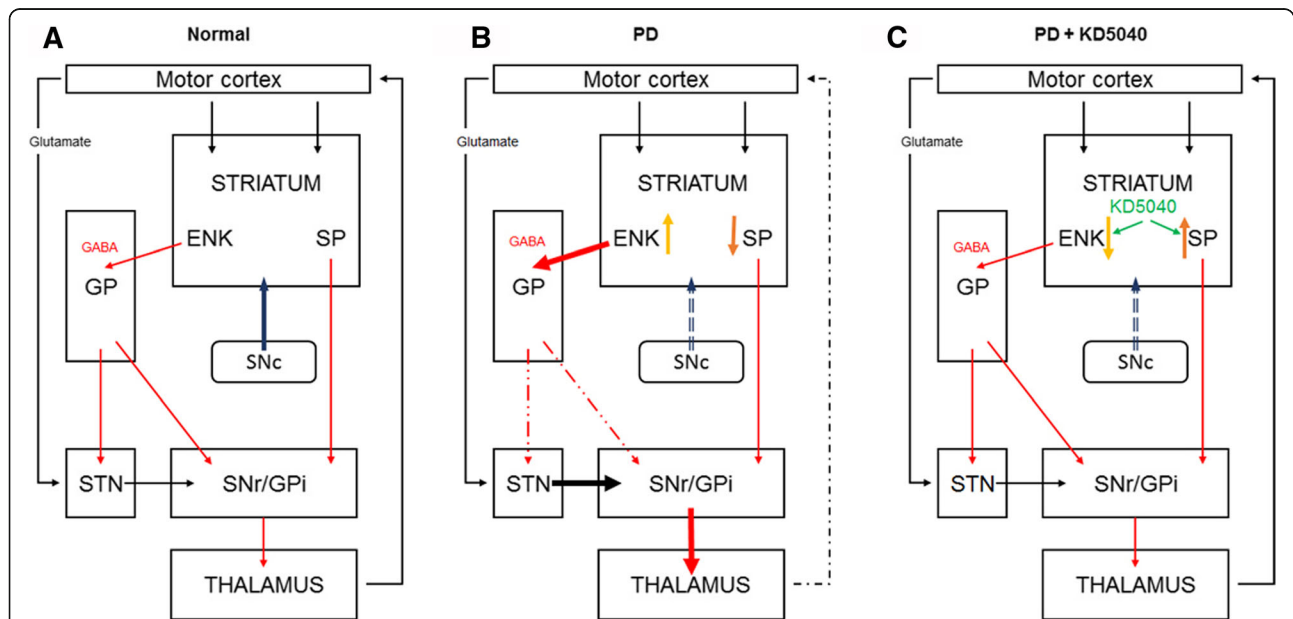 A
Normal
Motor cortex
Glutamate
STRIATUM
GABA
ENK
SP
GP
SNc
STN
SNr/GPi
THALAMUS
B
PD
Motor cortex
Glutamate
STRIATUM
GABA
ENK
SP
GP
SNc
STN
SNr/GPi
THALAMUS
C
PD + KD5040
Motor cortex
Glutamate
STRIATUM
KD5040
GABA
ENK
SP
GP
SNc
STN
SNr/GPi
THALAMUS